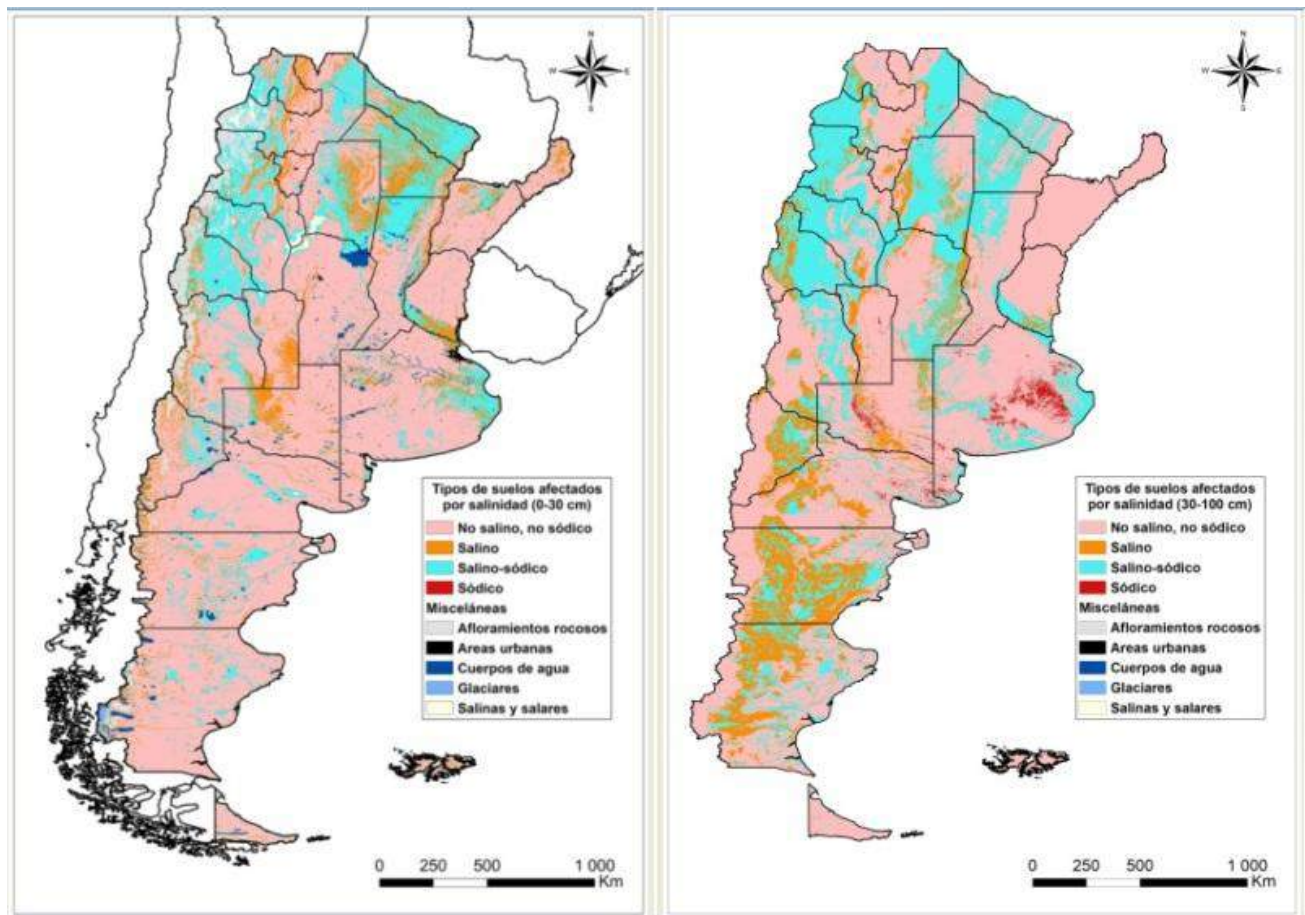 N
W E
S
Tipos de suelos afectados
por salinidad (0-30 cm)
No salino, no sódico
Salino
Salino-sódico
Sódico
Misceláneas
Afloramientos rocosos
Areas urbanas
Cuerpos de agua
Glaciares
Salinas y salares
0 250 500 1 000
Km
N
W E
S
Tipos de suelos afectados
por salinidad (30-100 cm)
No salino, no sódico
Salino
Salino-sódico
Sódico
Misceláneas
Afloramientos rocosos
Areas urbanas
Cuerpos de agua
Glaciares
Salinas y salares
0 250 500 1 000
Km